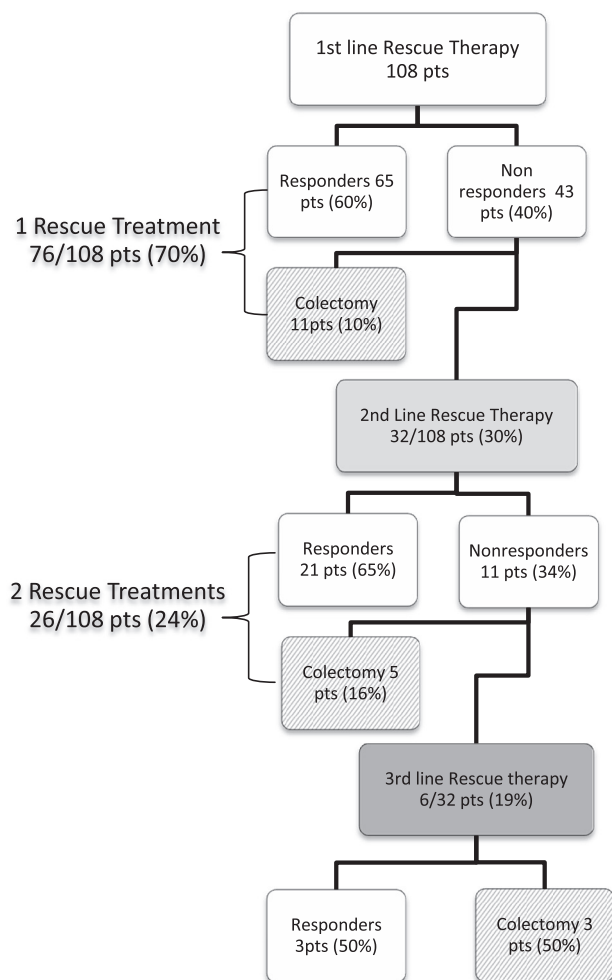 1st line Rescue Therapy
108 pts
Responders 65
pts (60%)
Non
responders 43
pts (40%)
1 Rescue Treatment
76/108 pts (70%)
Colectomy
11pts (10%)
2nd Line Rescue Therapy
32/108 pts (30%)
Responders
21 pts (65%)
Nonresponders
11 pts (34%)
2 Rescue Treatments
26/108 pts (24%)
Colectomy 5
pts (16%)
3rd line Rescue therapy
6/32 pts (19%)
Responders
3pts (50%)
Colectomy 3
pts (50%)